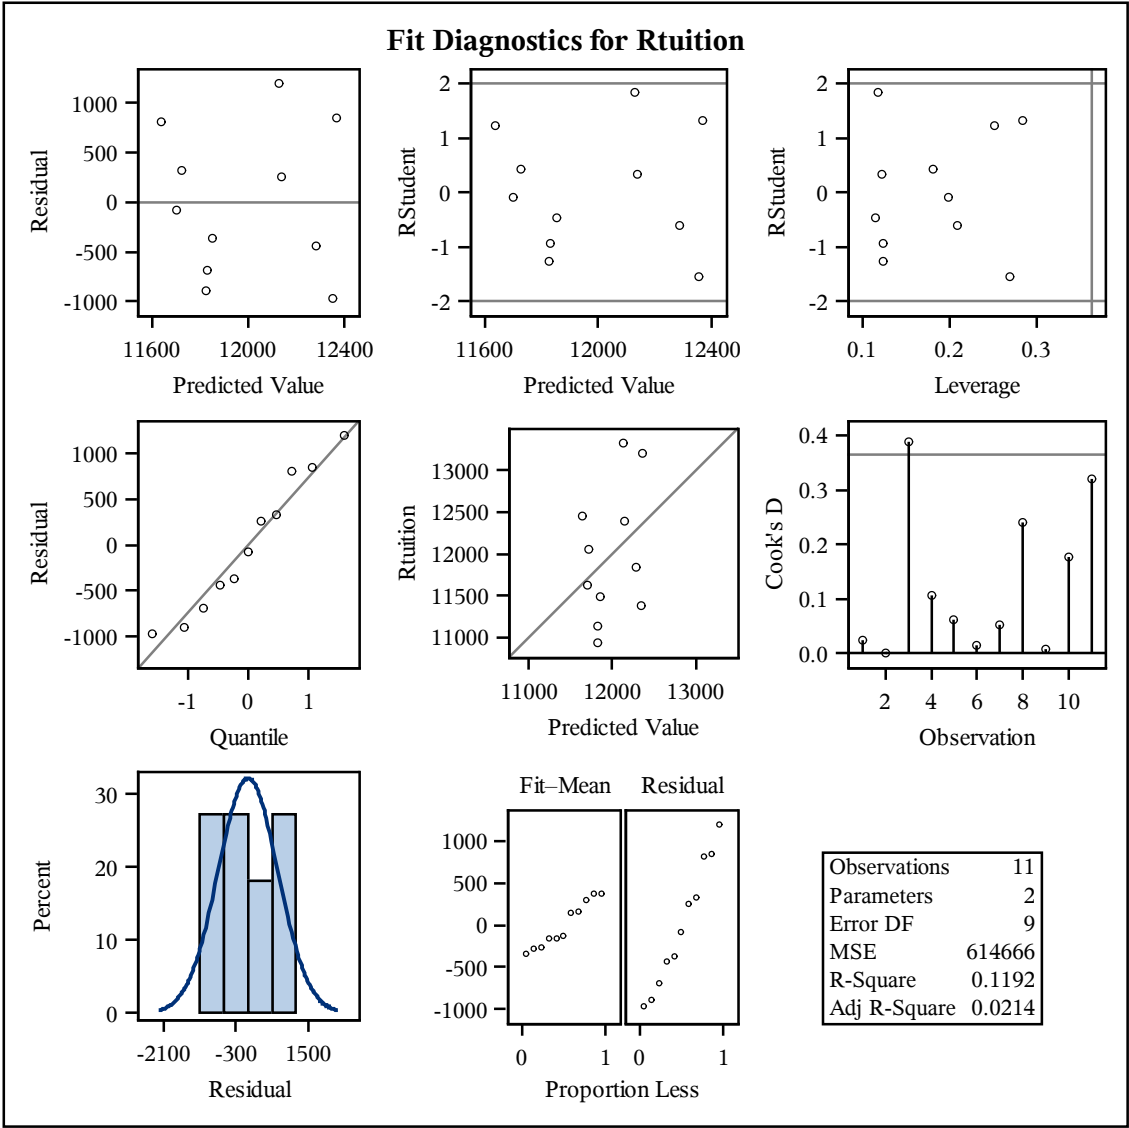 Fit Diagnostics for Rtuition
1000
500
0
-500
-1000
Residual
11600 12000 12400
Predicted Value
2
1
0
-1
-2
RStudent
11600 12000 12400
Predicted Value
2
1
0
-1
-2
RStudent
0.1 0.2 0.3
Leverage
1000
500
0
-500
-1000
Residual
-1 0 1
Quantile
13000
12500
12000
11500
11000
Rtuition
11000 12000 13000
Predicted Value
0.4
0.3
0.2
0.1
0.0
Cook's D
2 4 6 8 10
Observation
30
20
10
0
Percent
-2100 -300 1500
Residual
Fit–Mean Residual
1000
500
0
-500
-1000
0 1 0 1
Proportion Less
Observations 11
Parameters 2
Error DF 9
MSE 614666
R-Square 0.1192
Adj R-Square 0.0214